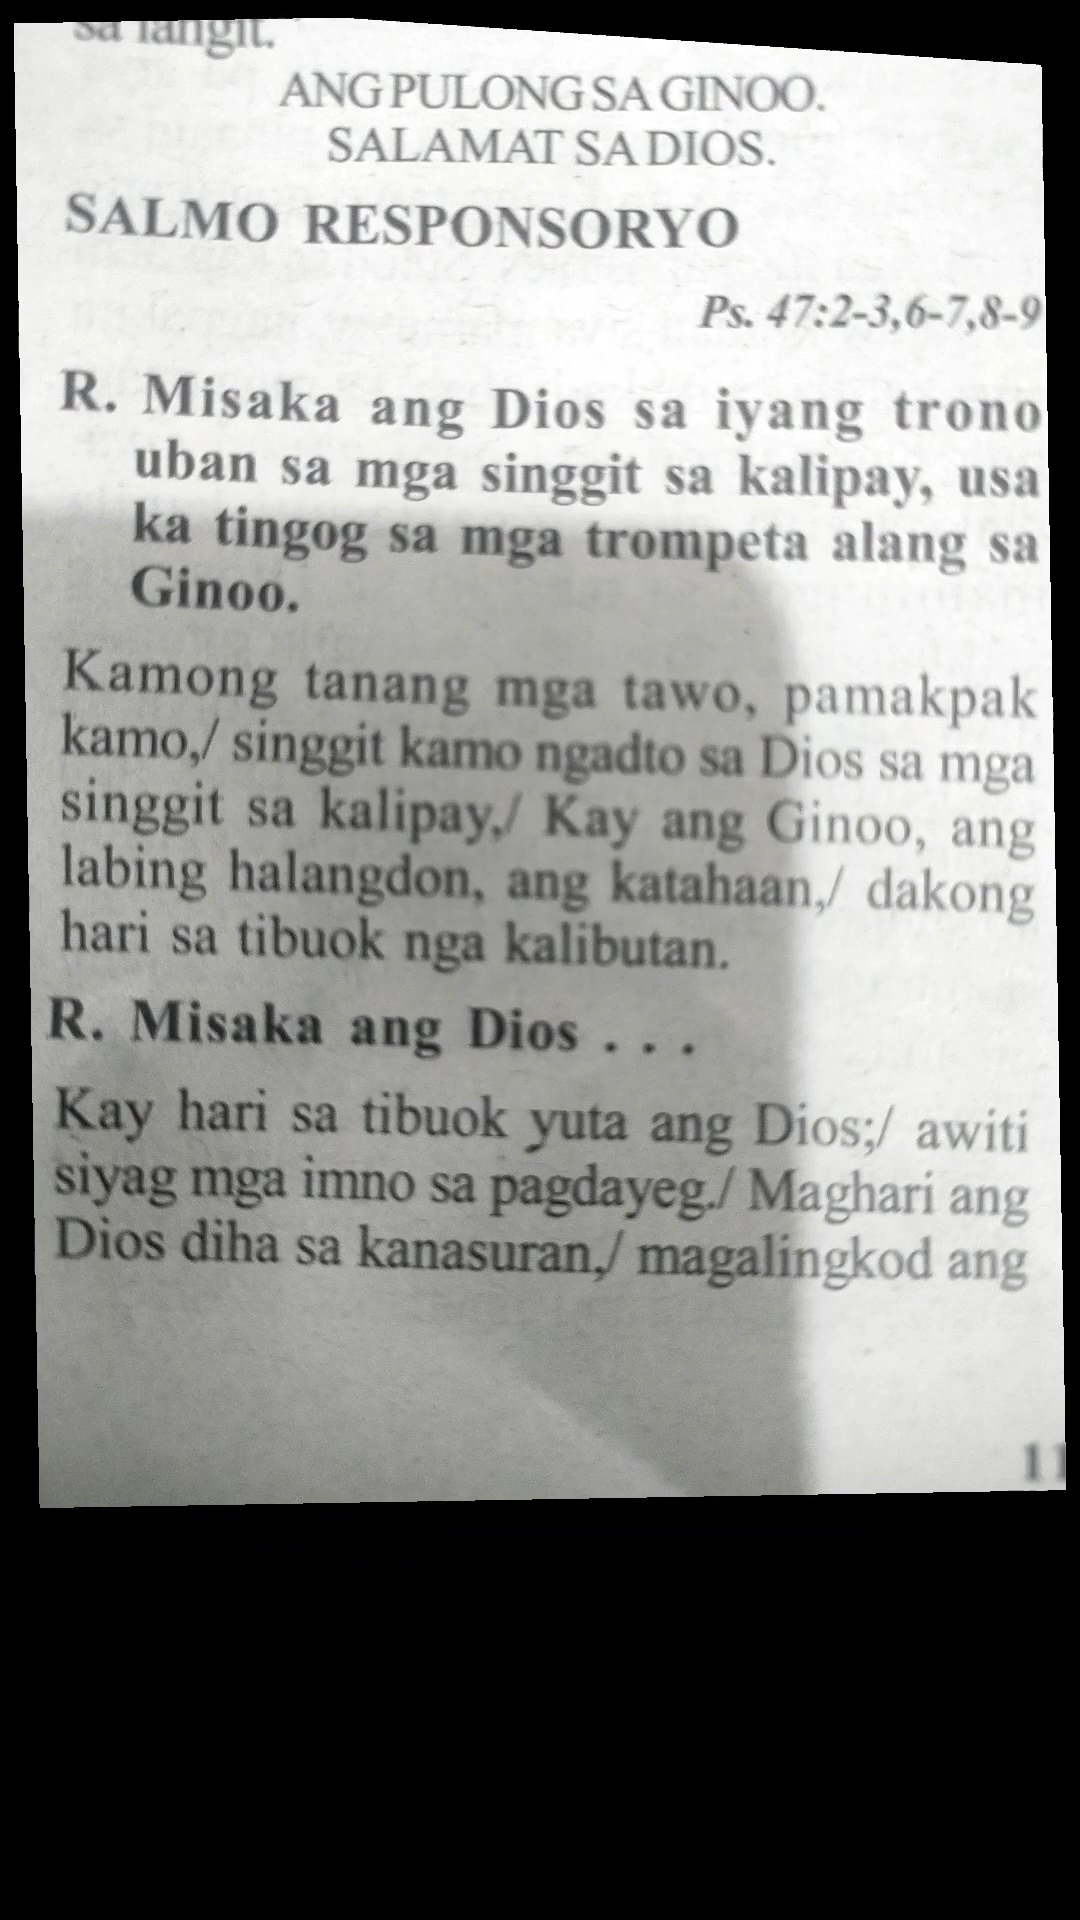 sa langit.
ANG PULONG SA GINOO.
SALAMAT SA DIOS.
SALMO RESPONSORYO
Ps. 47:2-3,6-7,8-9
R. Misaka ang Dios sa iyang trono
uban sa mga singgit sa kalipay, usa
ka tingog sa mga trompeta alang sa
Ginoo.
Kamong tanang mga tawo, pamakpak
kamo,/ singgit kamo ngadto sa Dios sa mga
singgit sa kalipay,/ Kay ang Ginoo, ang
labing halangdon, ang katahaan,/ dakong
hari sa tibuok nga kalibutan.
R. Misaka ang Dios . . .
Kay hari sa tibuok yuta ang Dios;/ awiti
siyag mga imno sa pagdayeg./ Maghari ang
Dios diha sa kanasuran,/ magalingkod ang
11